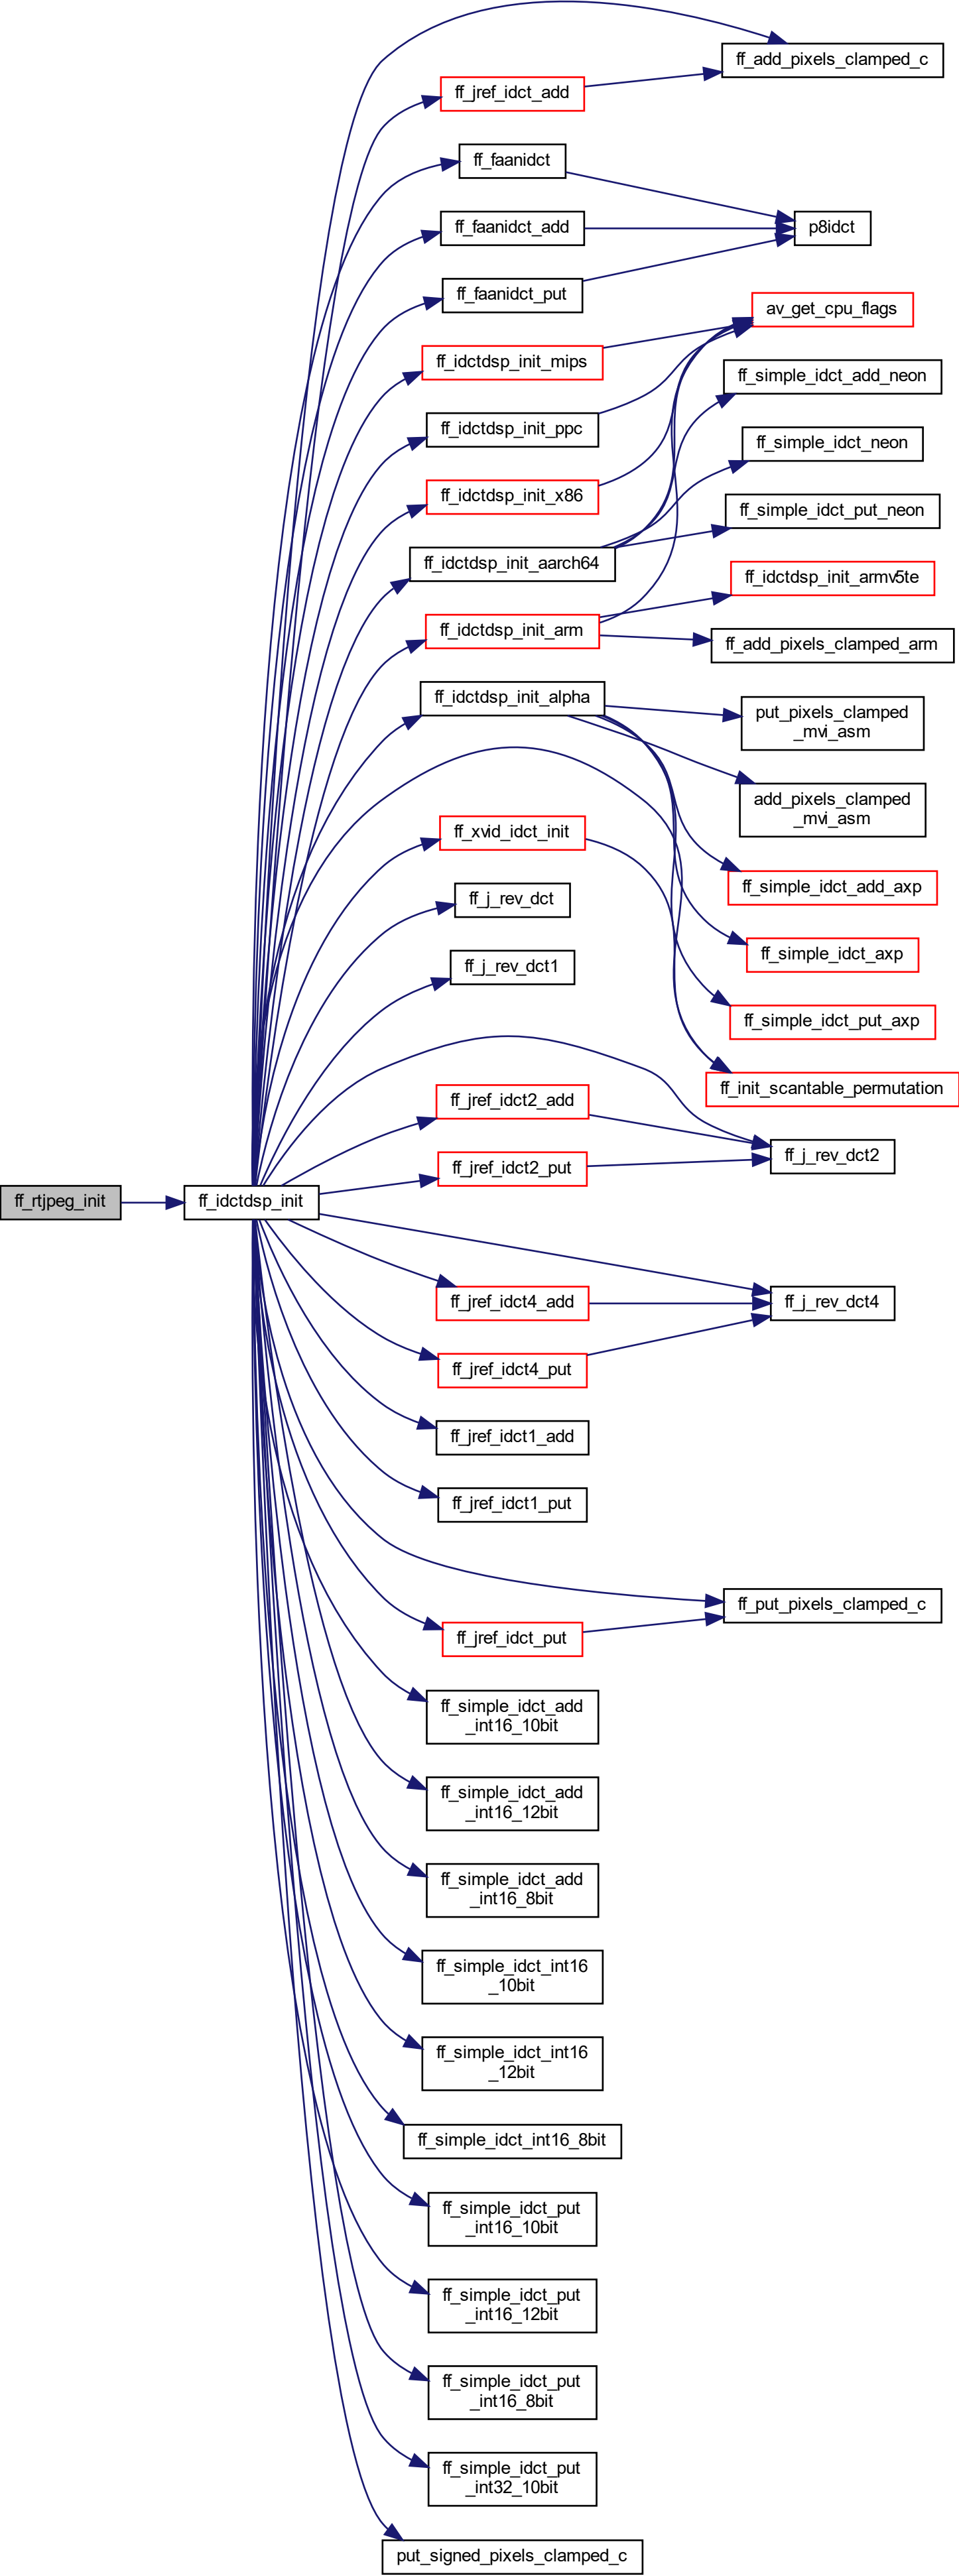 ff_add_pixels_clamped_c
ff_jref_idct_add
ff_faanidct
ff_faanidct_add
p8idct
ff_faanidct_put
av_get_cpu_flags
ff_idctdsp_init_mips
ff_simple_idct_add_neon
ff_idctdsp_init_ppc
ff_simple_idct_neon
ff_idctdsp_init_x86
ff_simple_idct_put_neon
ff_idctdsp_init_aarch64
ff_idctdsp_init_armv5te
ff_idctdsp_init_arm
ff_add_pixels_clamped_arm
ff_idctdsp_init_alpha
put_pixels_clamped
_mvi_asm
add_pixels_clamped
_mvi_asm
ff_xvid_idct_init
ff_simple_idct_add_axp
ff_j_rev_dct
ff_simple_idct_axp
ff_j_rev_dct1
ff_simple_idct_put_axp
ff_init_scantable_permutation
ff_jref_idct2_add
ff_j_rev_dct2
ff_jref_idct2_put
ff_rtjpeg_init
ff_idctdsp_init
ff_jref_idct4_add
ff_j_rev_dct4
ff_jref_idct4_put
ff_jref_idct1_add
ff_jref_idct1_put
ff_put_pixels_clamped_c
ff_jref_idct_put
ff_simple_idct_add
_int16_10bit
ff_simple_idct_add
_int16_12bit
ff_simple_idct_add
_int16_8bit
ff_simple_idct_int16
_10bit
ff_simple_idct_int16
_12bit
ff_simple_idct_int16_8bit
ff_simple_idct_put
_int16_10bit
ff_simple_idct_put
_int16_12bit
ff_simple_idct_put
_int16_8bit
ff_simple_idct_put
_int32_10bit
put_signed_pixels_clamped_c